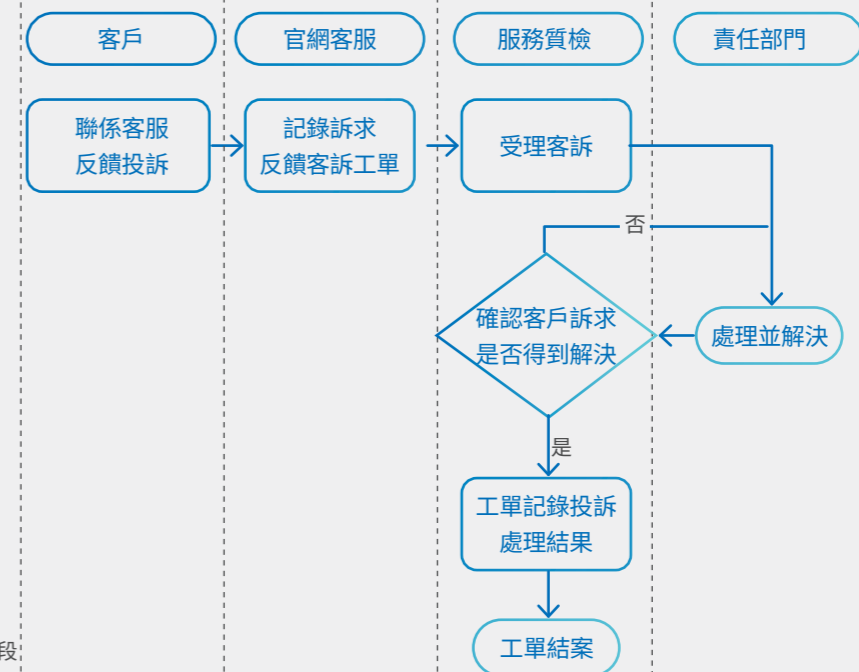 客戶
官網客服
服務質檢
責任部門
聯係客服
反饋投訴
記錄訴求
反饋客訴工單
受理客訴
否
確認客戶訴求
是否得到解決
處理並解決
是
工單記錄投訴
處理結果
工單結案
段